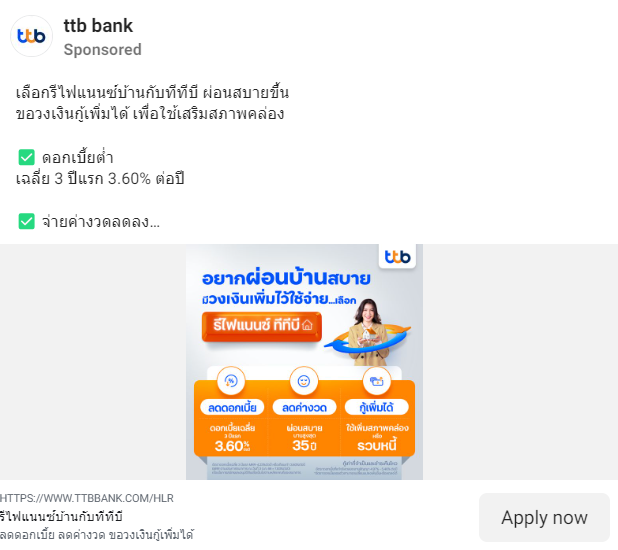 ttb
ttb bank
Sponsored
เลือกรีไฟแนนซ์บ้านกับทีทีบี ผ่อนสบายขึ้น
ขอวงเงินกู้เพิ่มได้ เพื่อใช้เสริมสภาพคล่อง
ดอกเบี้ยต่ำ
เฉลี่ย 3 ปีแรก 3.60% ต่อปี
จ่ายค่างวดลดลง...
ttb
อยากผ่อนบ้านสบาย
มีวงเงินเพิ่มไว้ใช้จ่าย...เลือก
รีไฟแนนซ์ ทีทีบี
ลดดอกเบี้ย
ลดค่างวด
กู้เพิ่มได้
ดอกเบี้ยเฉลี่ย
3 ปีแรก
3.60%
ผ่อนสบาย
นานสูงสุด
35 ปี
ใช้เพิ่มสภาพคล่อง
หรือ
รวบหนี้
HTTPS://WWW.TTBBANK.COM/HLR
รีไฟแนนซ์บ้านกับทีทีบี
ลดดอกเบี้ย ลดค่างวด ขอวงเงินกู้เพิ่มได้
Apply now